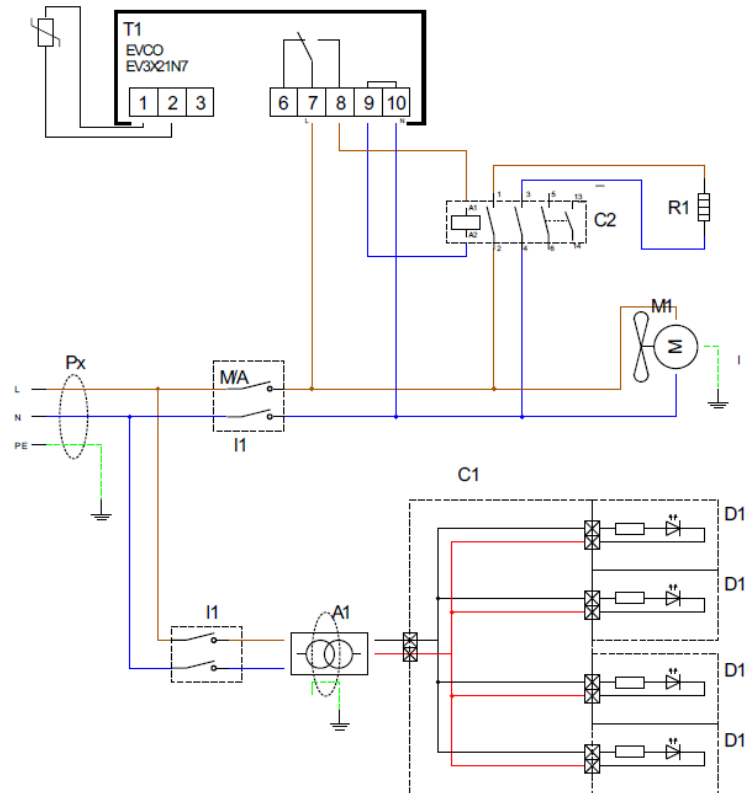 T1
EVCO
EV3X21N7
1 2 3 6 7 8 9 10
L N
1 3 5 13
A1
A2
C2
R1
2 4 6 14
M1
Px
M/A
M
L
N
I1
PE
I
C1
D1
D1
I1
A1
D1
D1